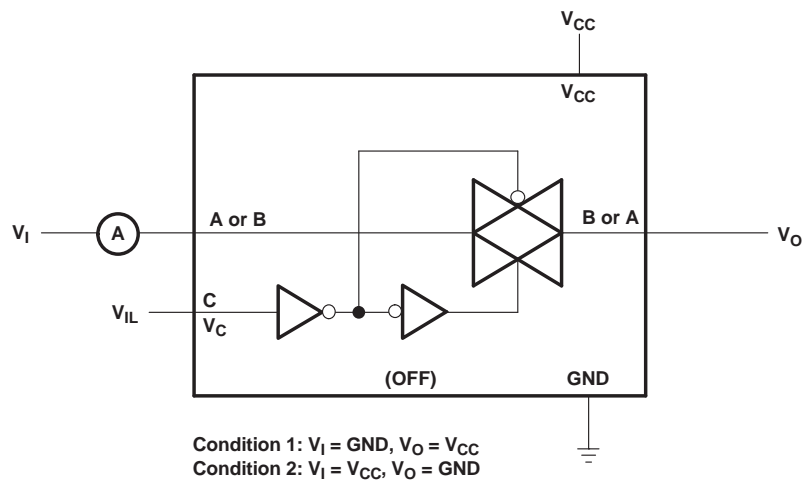 VCC
VCC
VI
A
A or B
B or A
VO
VIL
C
VC
(OFF)
GND
Condition 1: VI = GND, VO = VCC
Condition 2: VI = VCC, VO = GND